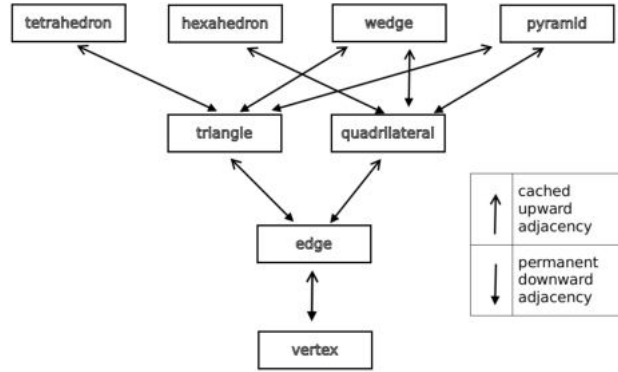 tetrahedron
hexahedron
wedge
pyramid
triangle
quadrilateral
edge
vertex
cached
upward
adjacency
permanent
downward
adjacency